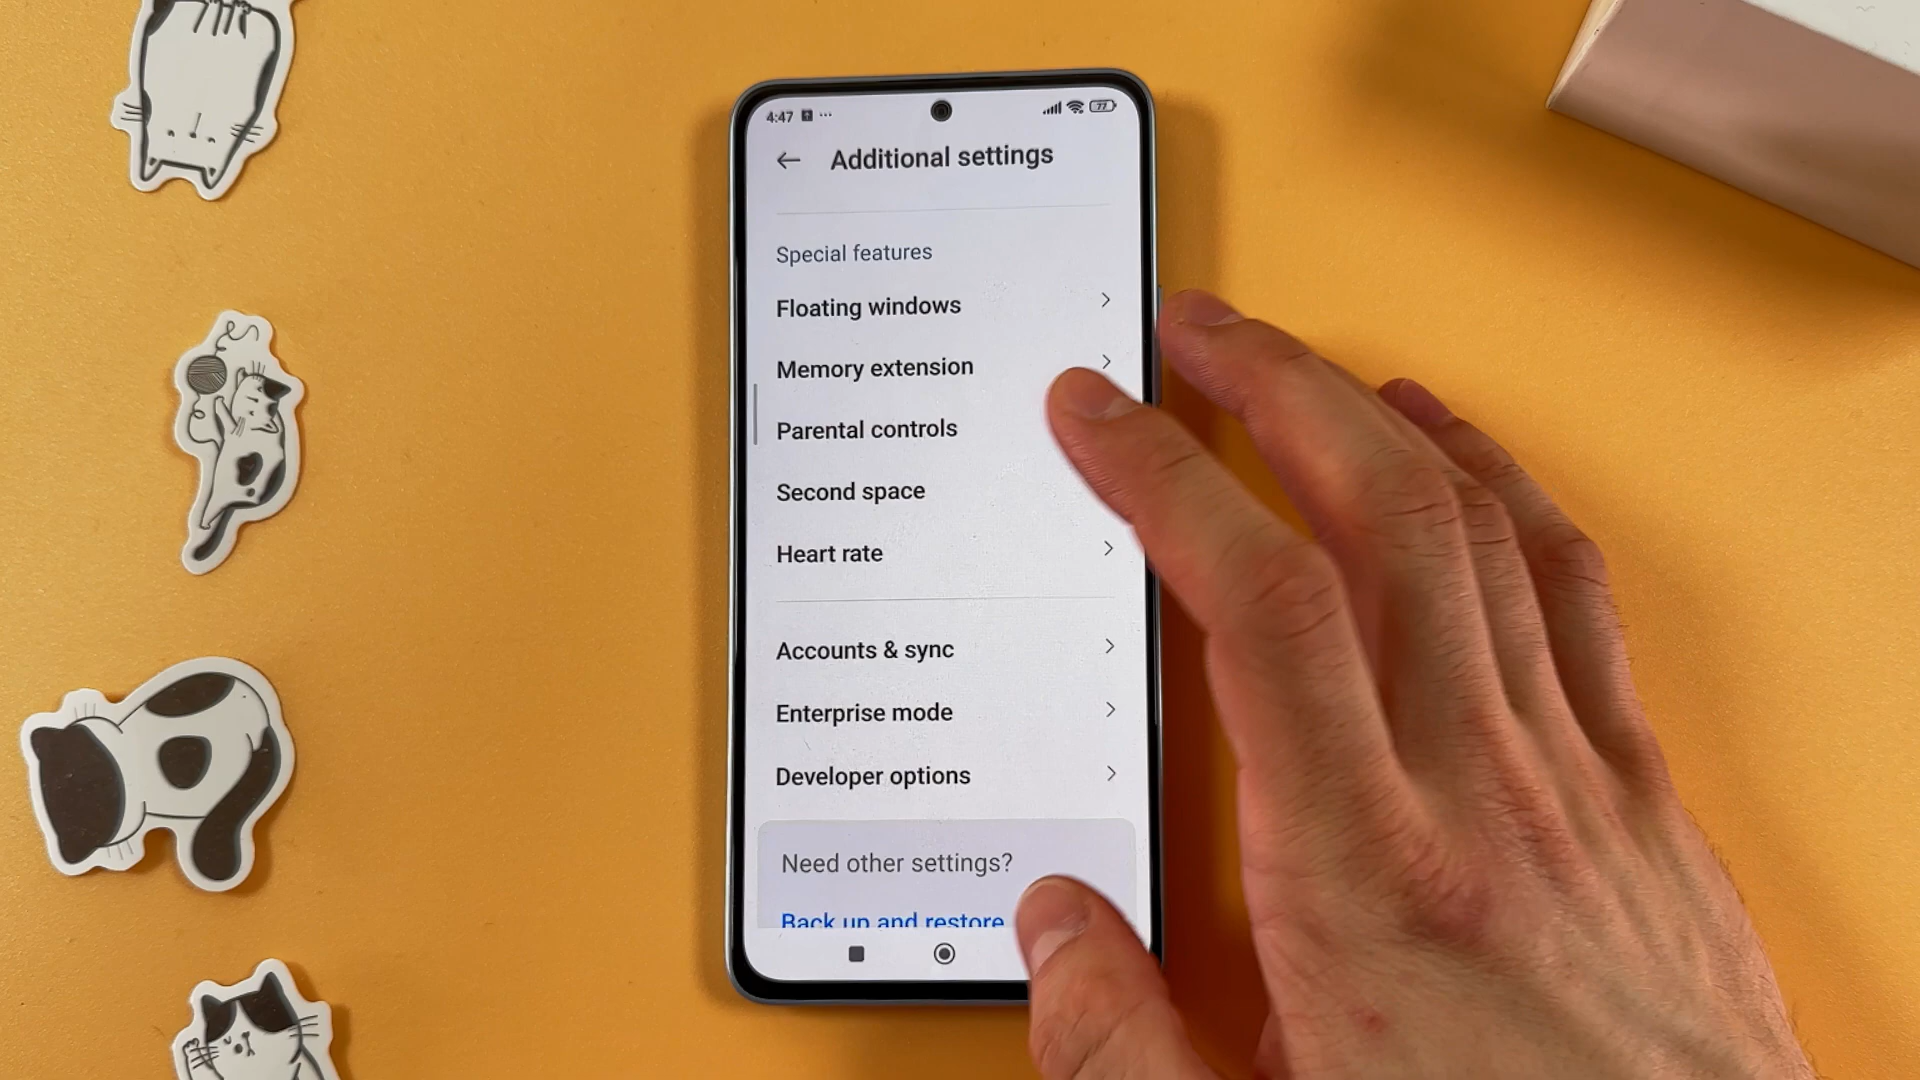 4:47 ...
77
Additional settings
Special features
Floating windows
Memory extension
Parental controls
Second space
Heart rate
Accounts & sync
Enterprise mode
Developer options
Need other settings?
Back up and restore